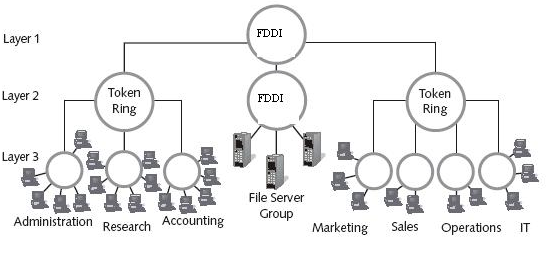 Layer 1
FDDI
Layer 2
Token
Ring
FDDI
Token
Ring
Layer 3
Administration
Research
Accounting
File Server
Group
Marketing
Sales
Operations
IT